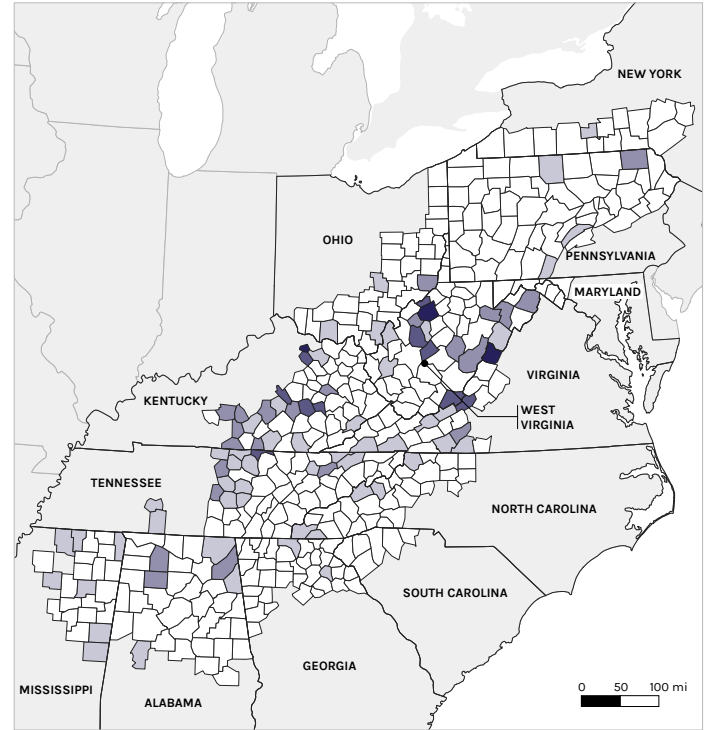 NEW YORK
OHIO
PENNSYLVANIA
MARYLAND
VIRGINIA
KENTUCKY
WEST
VIRGINIA
TENNESSEE
NORTH CAROLINA
SOUTH CAROLINA
GEORGIA
MISSISSIPPI
ALABAMA
0 50 100 mi